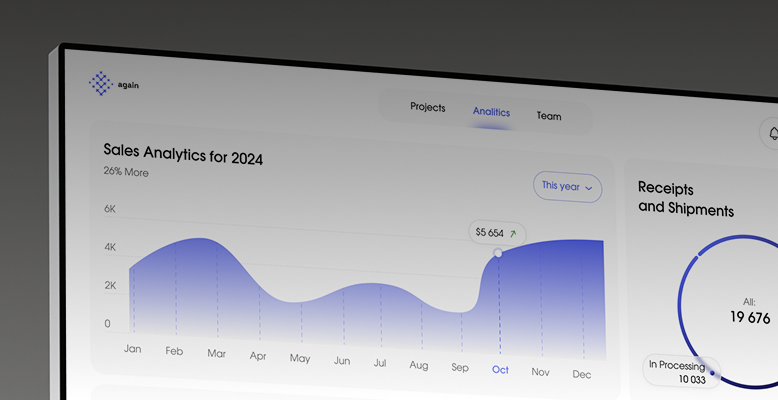 again
Projects
Analitics
Team
Sales Analytics for 2024
26% More
This year
Receipts
and Shipments
6K
4K
2K
0
$5 654
All:
19 676
In Processing
10 033
Jan
Feb
Mar
Apr
May
Jun
Jul
Aug
Sep
Oct
Nov
Dec